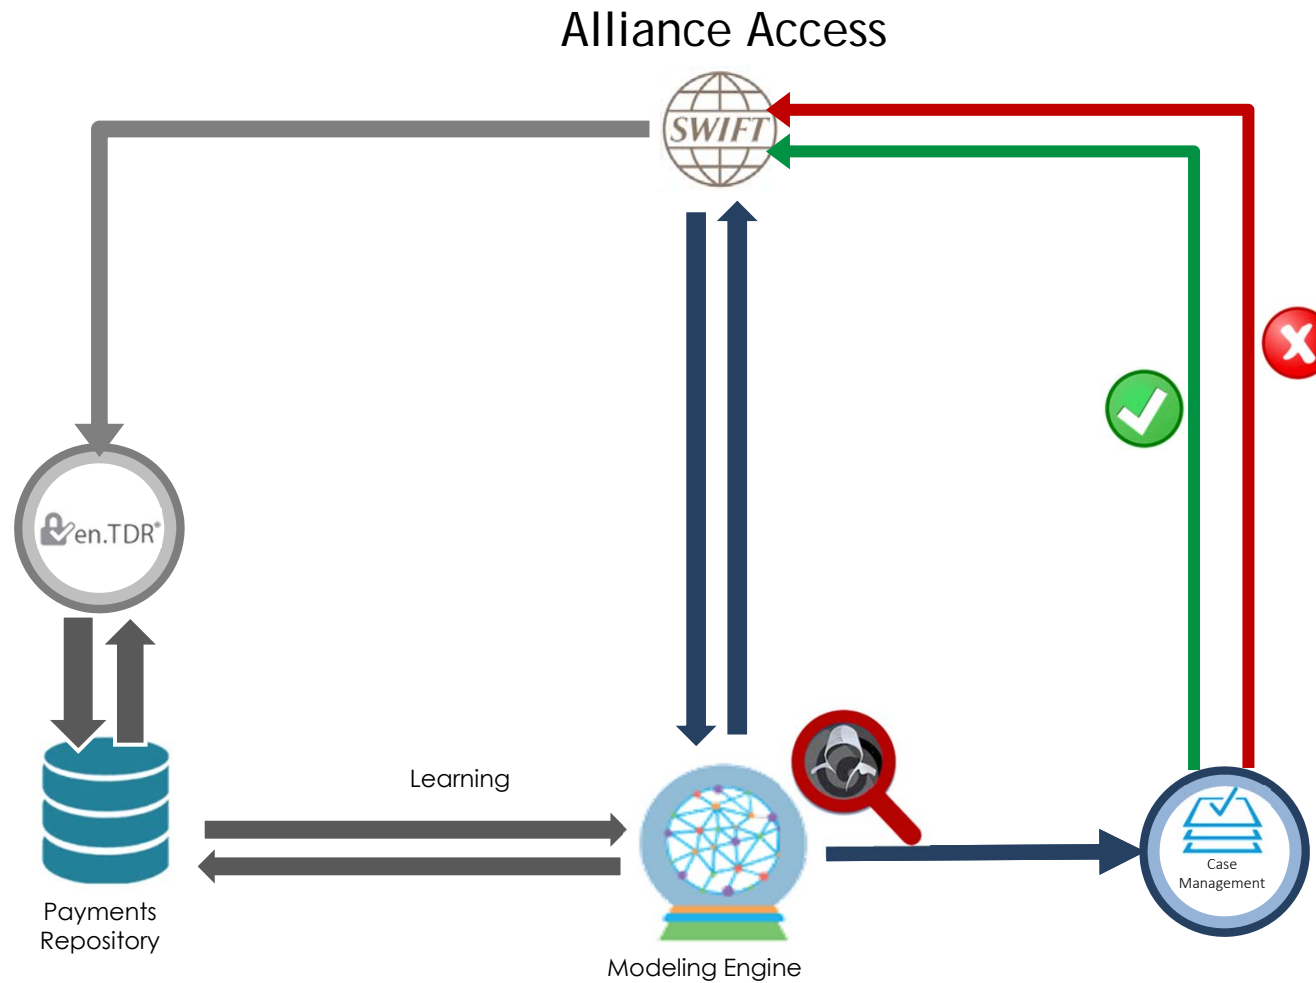 Alliance Access
SWIFT
en.TDR®
Learning
Case
Management
Payments
Repository
Modeling Engine